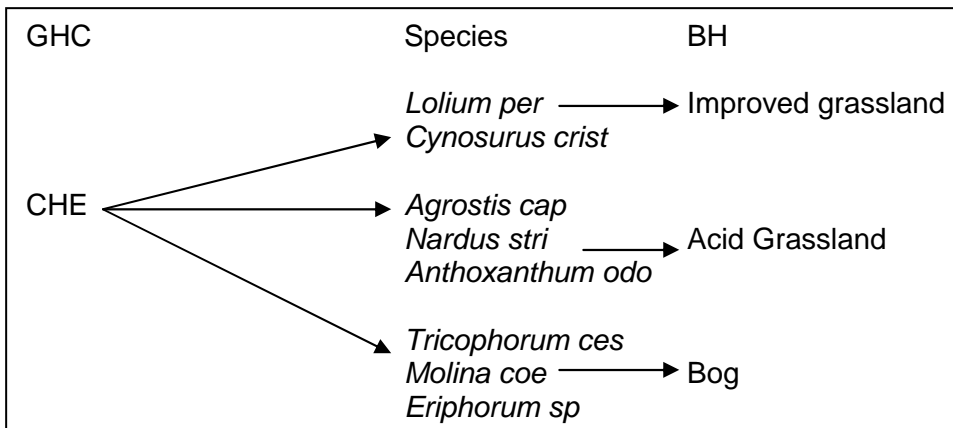 GHC Species BH
Lolium per Improved grassland
Cynosurus crist
CHE Agrostis cap
Nardus stri Acid Grassland
Anthoxanthum odo
Tricophorum ces
Molina coe Bog
Eriphorum sp